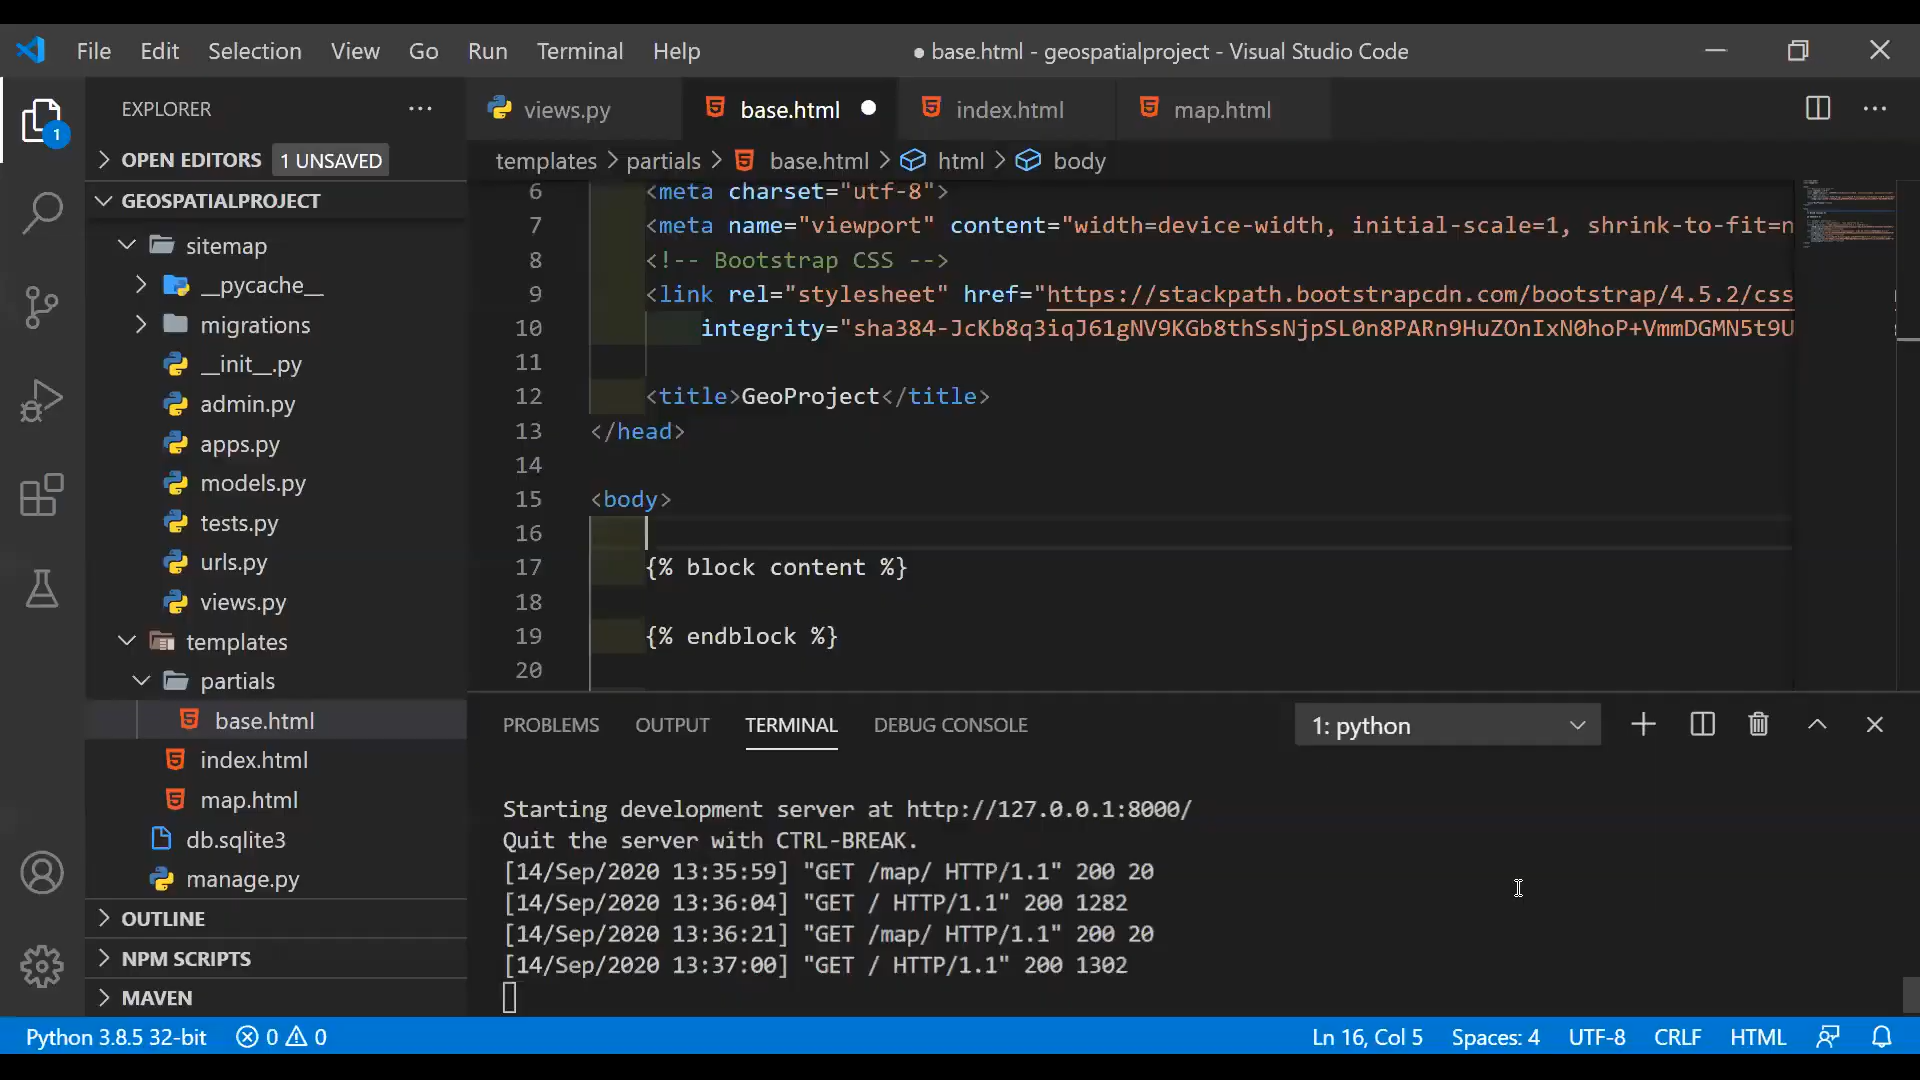 File Edit Selection View Go Run Terminal Help ● base.html - geospatialproject - Visual Studio Code
EXPLORER ···
views.py base.html ● index.html map.html
OPEN EDITORS 1 UNSAVED
templates > partials > base.html > html > body
1
GEOSPATIALPROJECT
sitemap
__pycache__
migrations
__init__.py
admin.py
apps.py
models.py
tests.py
urls.py
views.py
templates
partials
base.html
index.html
map.html
db.sqlite3
manage.py
OUTLINE
NPM SCRIPTS
MAVEN
6 <meta charset="utf-8">
7 <meta name="viewport" content="width=device-width, initial-scale=1, shrink-to-fit=n
8 <!-- Bootstrap CSS -->
9 <link rel="stylesheet" href="https://stackpath.bootstrapcdn.com/bootstrap/4.5.2/css
10 integrity="sha384-JcKb8q3iqJ61gNV9KGb8thSsNjpSL0n8PARn9HuZOnIxN0hoP+VmmDGMN5t9U
11
12 <title>GeoProject</title>
13 </head>
14
15 <body>
16
17 {% block content %}
18
19 {% endblock %}
20
PROBLEMS OUTPUT TERMINAL DEBUG CONSOLE 1: python
Starting development server at http://127.0.0.1:8000/
Quit the server with CTRL-BREAK.
[14/Sep/2020 13:35:59] "GET /map/ HTTP/1.1" 200 20
[14/Sep/2020 13:36:04] "GET / HTTP/1.1" 200 1282
[14/Sep/2020 13:36:21] "GET /map/ HTTP/1.1" 200 20
[14/Sep/2020 13:37:00] "GET / HTTP/1.1" 200 1302
Python 3.8.5 32-bit 0 0 Ln 16, Col 5 Spaces: 4 UTF-8 CRLF HTML